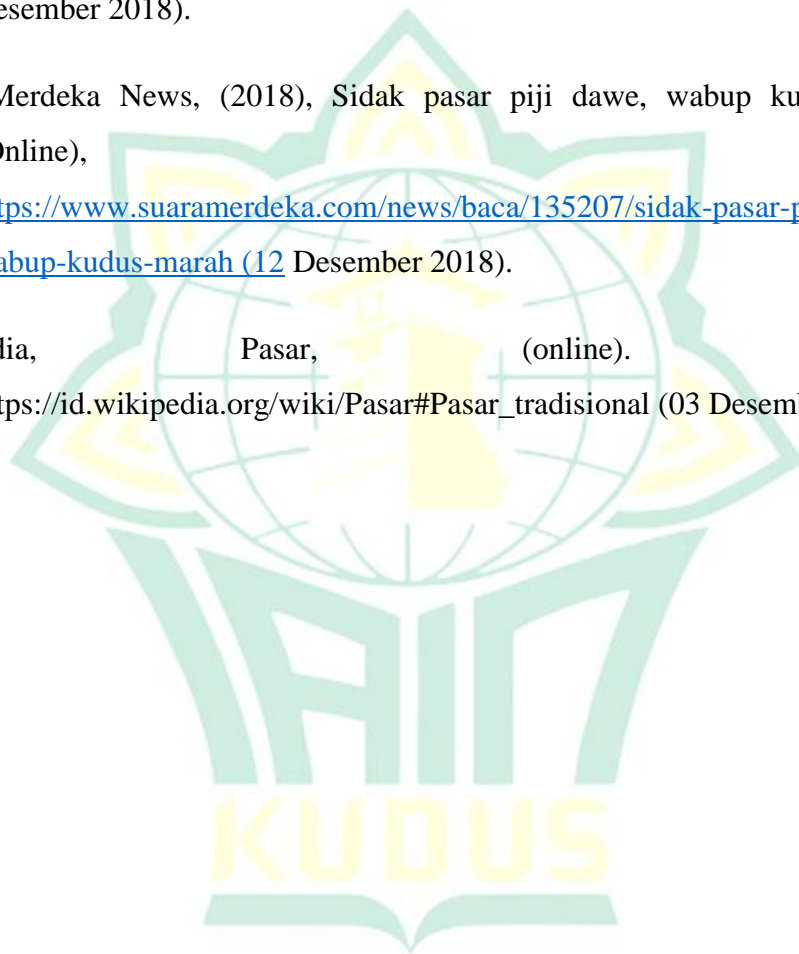 esember 2018).
Merdeka News, (2018), Sidak pasar piji dawe, wabup ku
Online),
tps://www.suaramerdeka.com/news/baca/135207/sidak-pasar-p
abup-kudus-marah (12 Desember 2018).
dia, Pasar, (online).
tps://id.wikipedia.org/wiki/Pasar#Pasar_tradisional (03 Desemb
IAIN
KUDUS